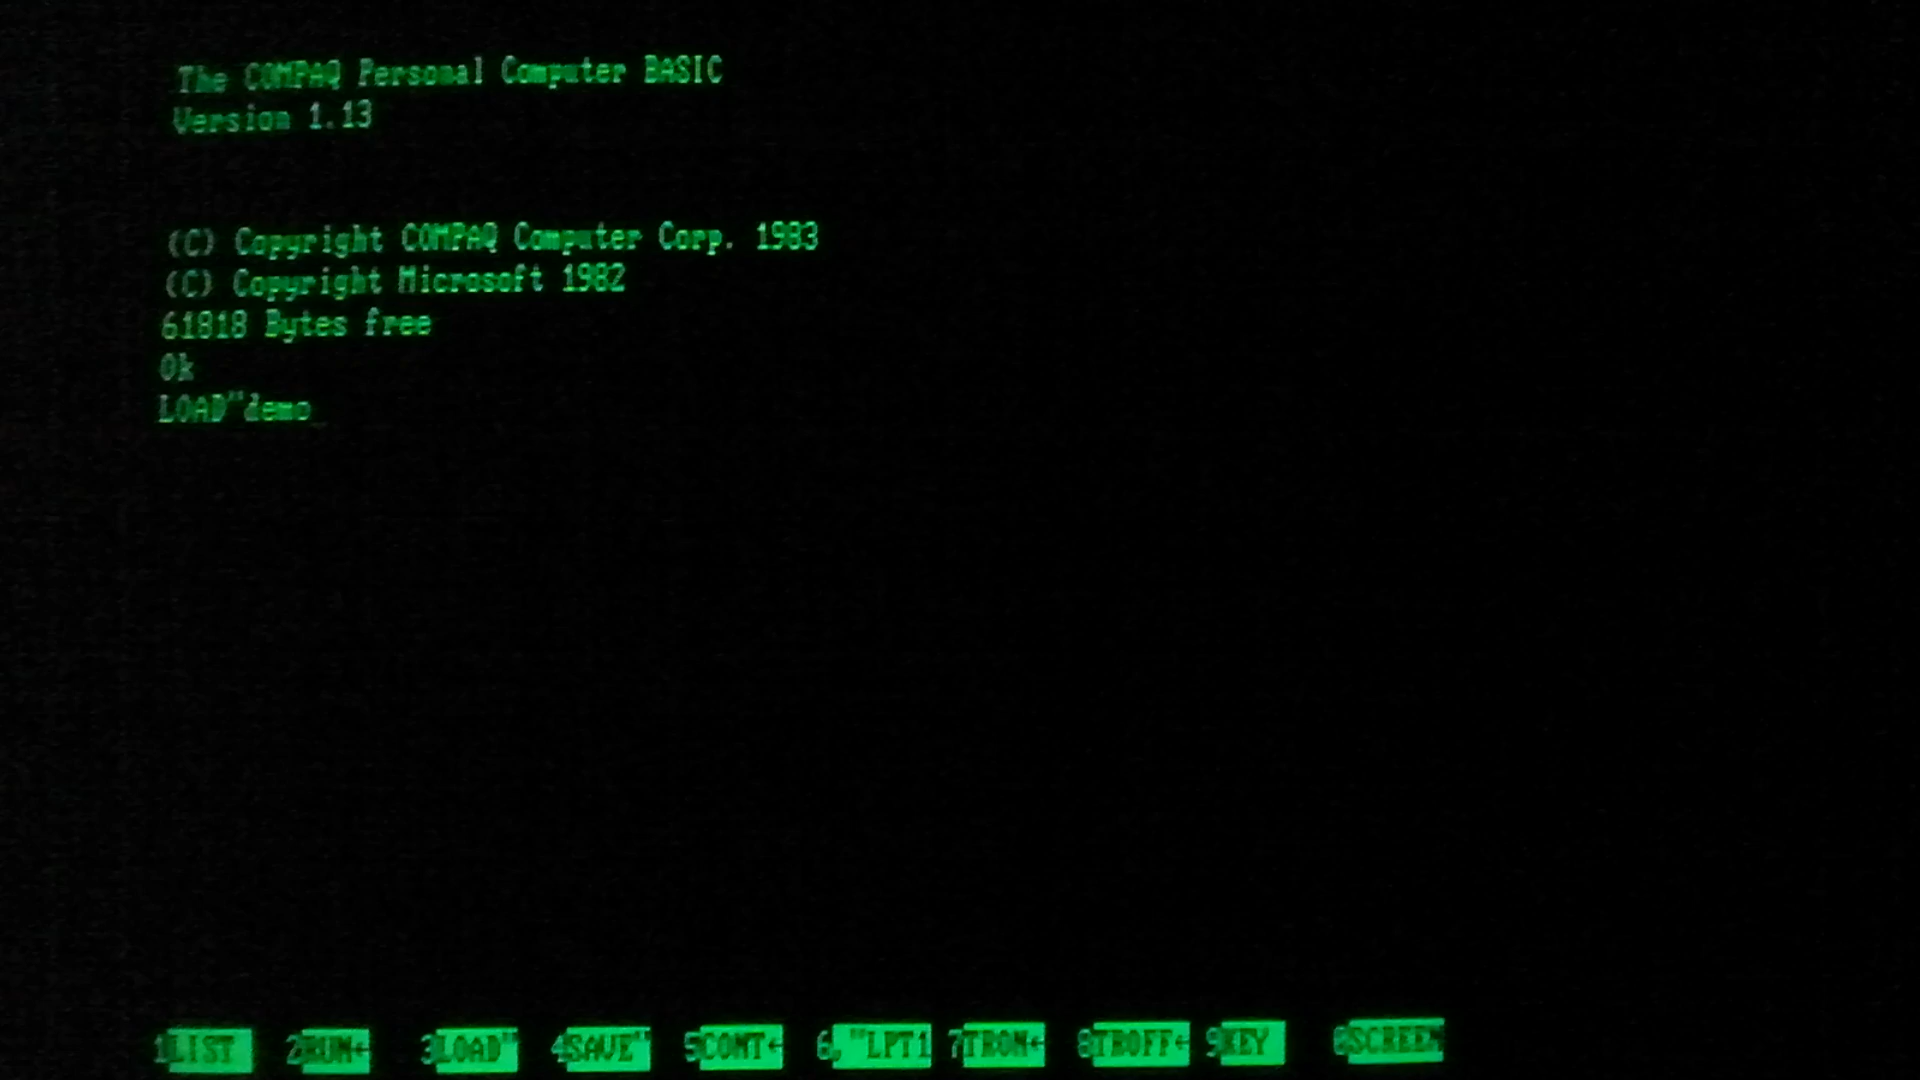 The COMPAQ Personal Computer BASIC
Version 1.13
(C) Copyright COMPAQ Computer Corp. 1983
(C) Copyright Microsoft 1982
61818 Bytes free
Ok
LOAD"demo_
1LIST 2RUN← 3LOAD" 4SAVE" 5CONT← 6,"LPT1 7TRON← 8TROFF← 9KEY 0SCREEN